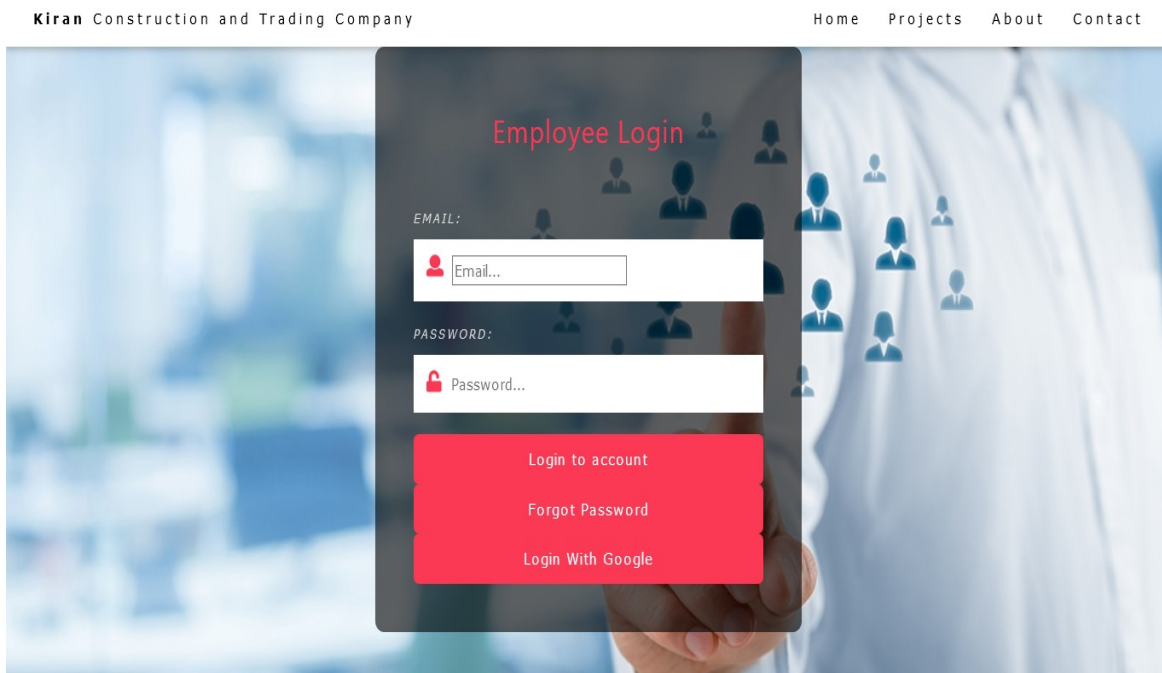 Kiran Construction and Trading Company
Home Projects About Contact
Employee Login
EMAIL:
Email...
PASSWORD:
Password...
Login to account
Forgot Password
Login With Google